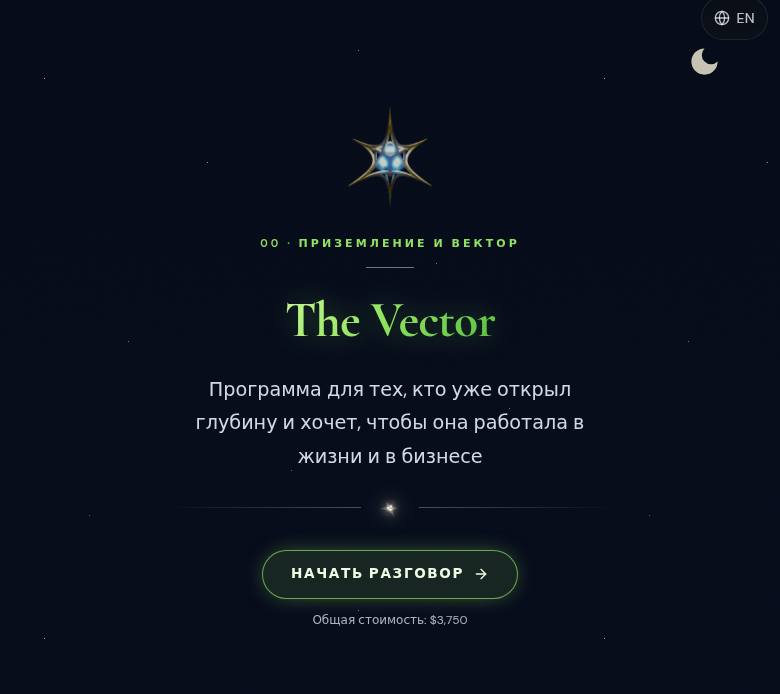 EN
00 · ПРИЗЕМЛЕНИЕ И ВЕКТОР
The Vector
Программа для тех, кто уже открыл
глубину и хочет, чтобы она работала в
жизни и в бизнесе
НАЧАТЬ РАЗГОВОР →
Общая стоимость: $3,750